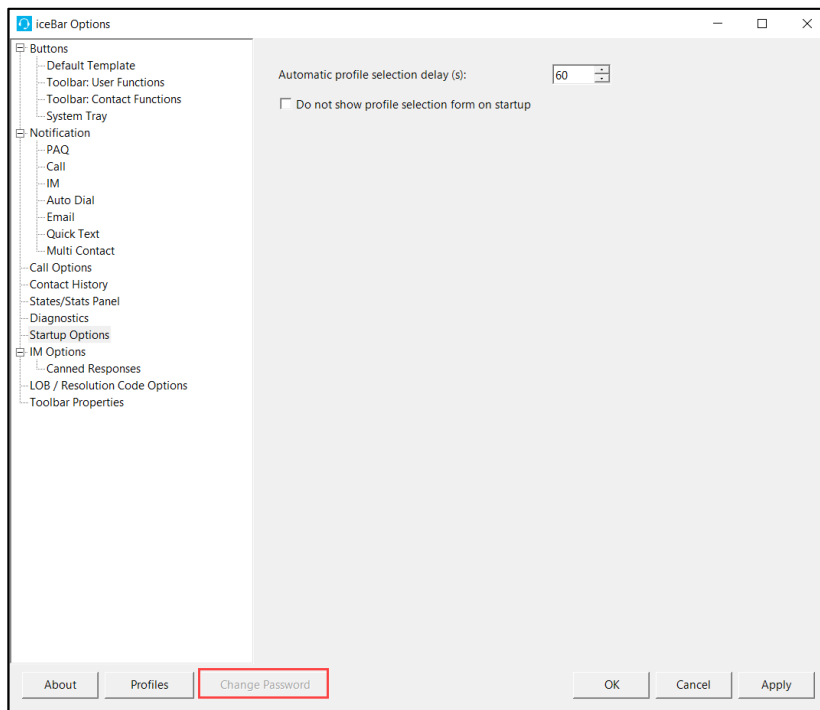 iceBar Options
Buttons
Default Template
Toolbar: User Functions
Toolbar: Contact Functions
System Tray
Notification
PAQ
Call
IM
Auto Dial
Email
Quick Text
Multi Contact
Call Options
Contact History
States/Stats Panel
Diagnostics
Startup Options
IM Options
Canned Responses
LOB / Resolution Code Options
Toolbar Properties
Automatic profile selection delay (s): 60
Do not show profile selection form on startup
About Profiles Change Password OK Cancel Apply